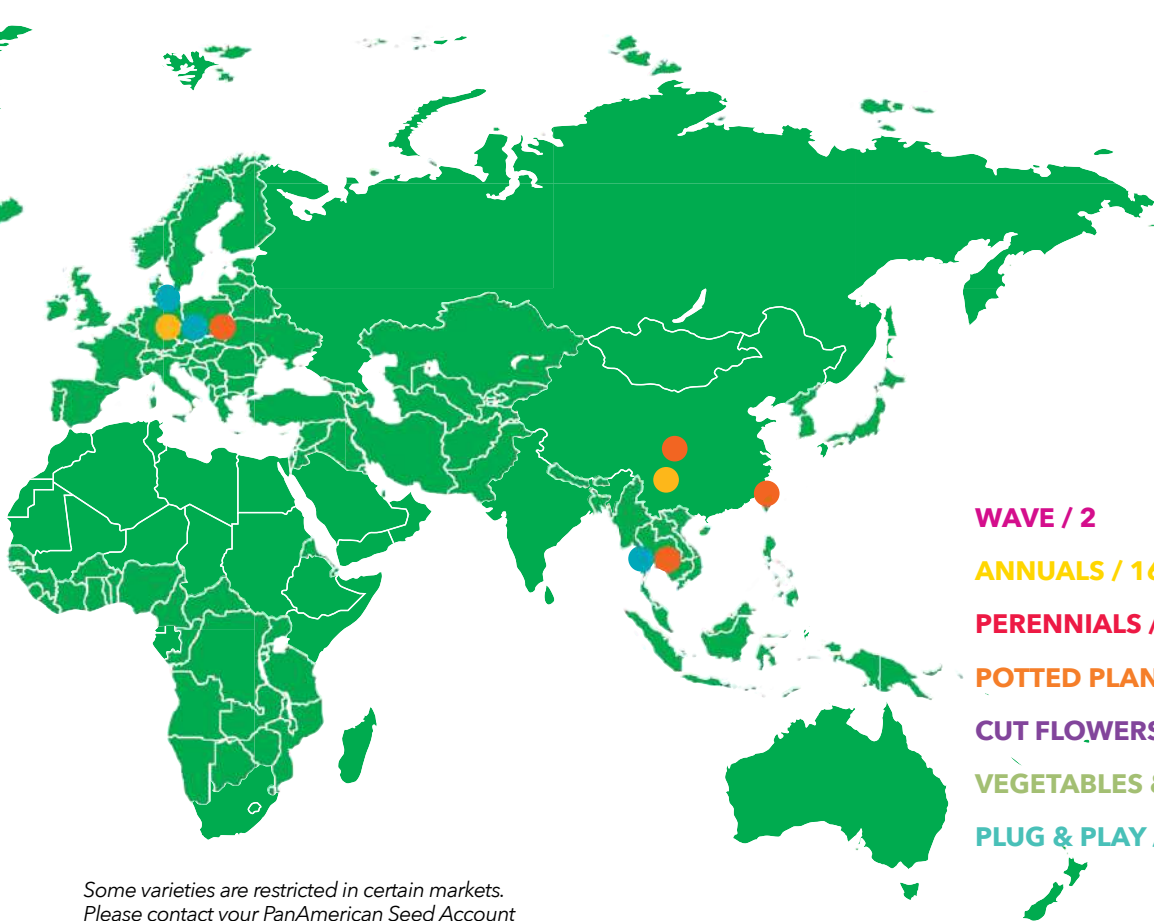 WAVE / 2
ANNUALS / 16
PERENNIALS /
POTTED PLAN
CUT FLOWERS
VEGETABLES &
PLUG & PLAY
Some varieties are restricted in certain markets.
Please contact your PanAmerican Seed Account